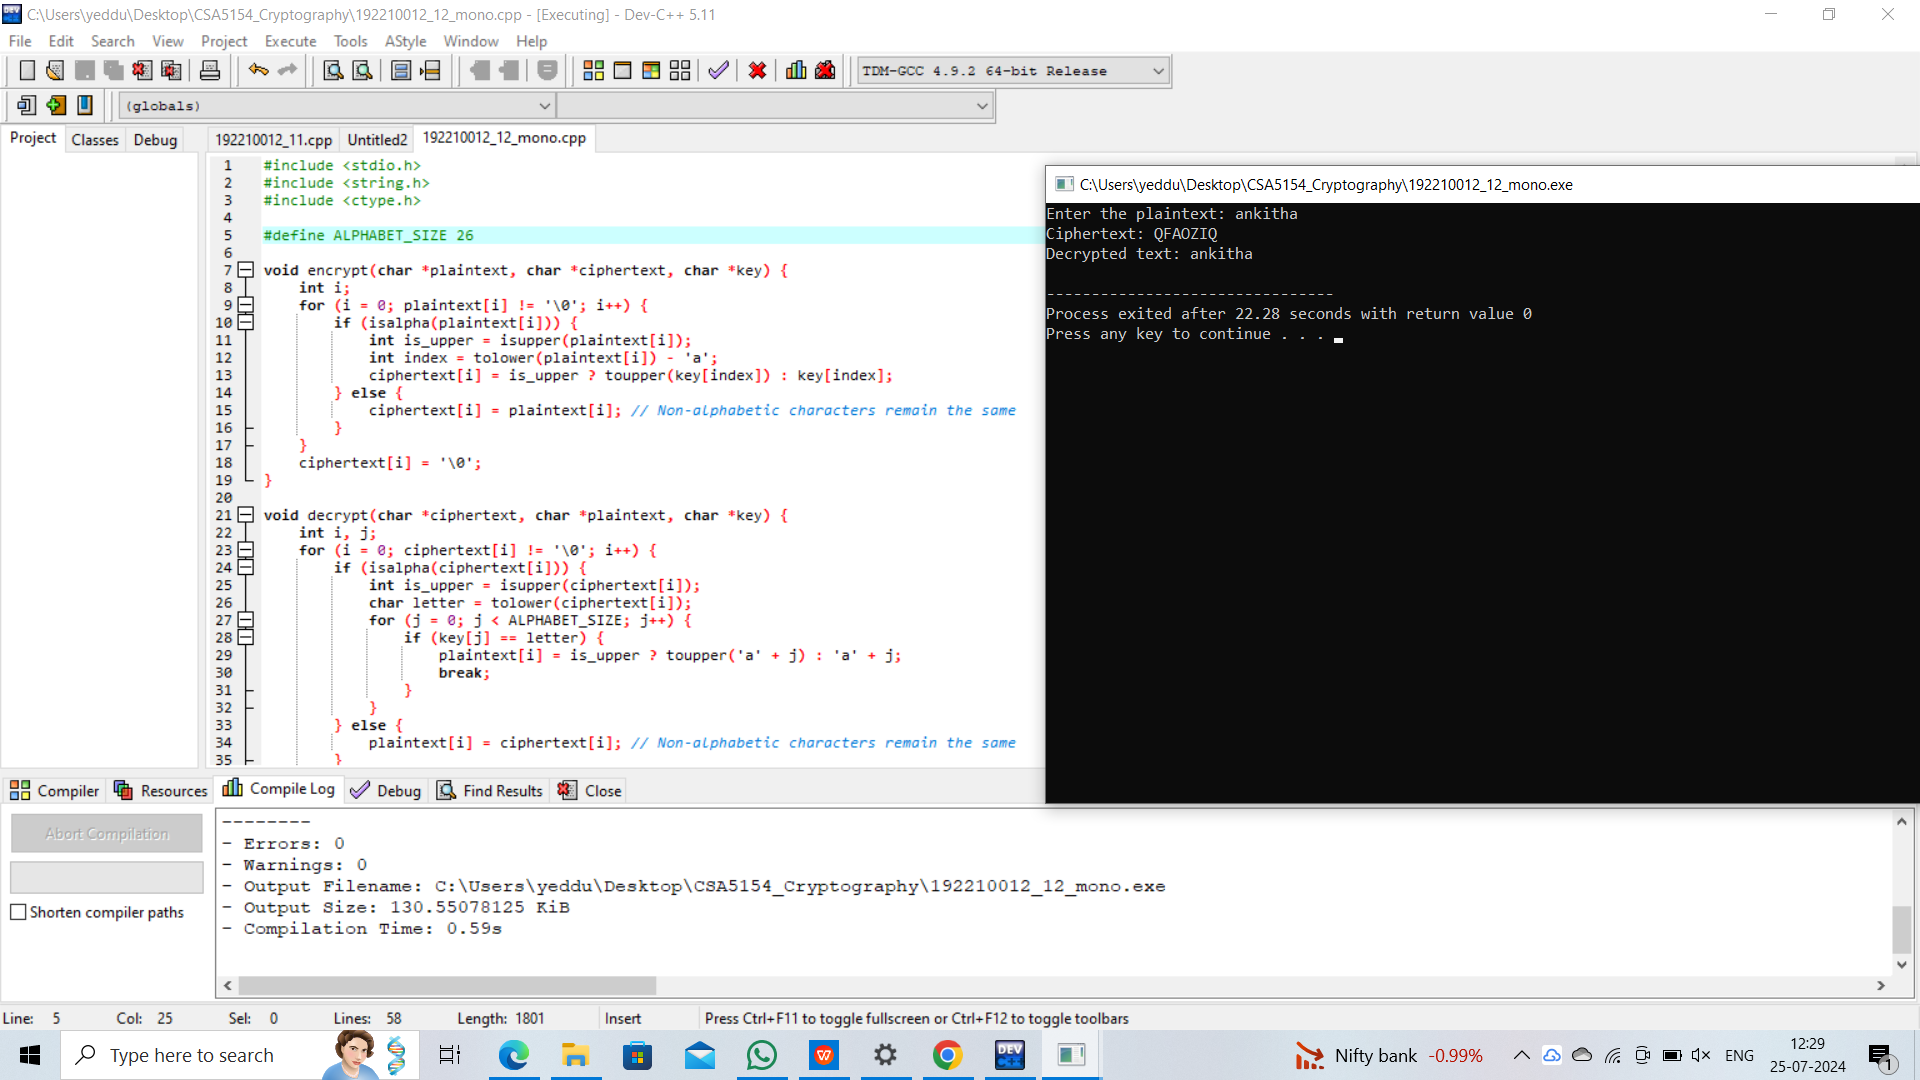 C:\Users\yeddu\Desktop\CSA5154_Cryptography\192210012_12_mono.cpp - [Executing] - Dev-C++ 5.11
File Edit Search View Project Execute Tools AStyle Window Help
TDM-GCC 4.9.2 64-bit Release
(globals)
Project Classes Debug
192210012_11.cpp Untitled2 192210012_12_mono.cpp
1 #include <stdio.h>
2 #include <string.h>
3 #include <ctype.h>
4
5 #define ALPHABET_SIZE 26
6
7 void encrypt(char *plaintext, char *ciphertext, char *key) {
8 int i;
9 for (i = 0; plaintext[i] != '\0'; i++) {
10 if (isalpha(plaintext[i])) {
11 int is_upper = isupper(plaintext[i]);
12 int index = tolower(plaintext[i]) - 'a';
13 ciphertext[i] = is_upper ? toupper(key[index]) : key[index];
14 } else {
15 ciphertext[i] = plaintext[i]; // Non-alphabetic characters remain the same
16 }
17 }
18 ciphertext[i] = '\0';
19 }
20
21 void decrypt(char *ciphertext, char *plaintext, char *key) {
22 int i, j;
23 for (i = 0; ciphertext[i] != '\0'; i++) {
24 if (isalpha(ciphertext[i])) {
25 int is_upper = isupper(ciphertext[i]);
26 char letter = tolower(ciphertext[i]);
27 for (j = 0; j < ALPHABET_SIZE; j++) {
28 if (key[j] == letter) {
29 plaintext[i] = is_upper ? toupper('a' + j) : 'a' + j;
30 break;
31 }
32 }
33 } else {
34 plaintext[i] = ciphertext[i]; // Non-alphabetic characters remain the same
35 }
C:\Users\yeddu\Desktop\CSA5154_Cryptography\192210012_12_mono.exe
Enter the plaintext: ankitha
Ciphertext: QFAOZIQ
Decrypted text: ankitha
--------------------------------
Process exited after 22.28 seconds with return value 0
Press any key to continue . . .
Compiler Resources Compile Log Debug Find Results Close
Abort Compilation
Shorten compiler paths
--------
- Errors: 0
- Warnings: 0
- Output Filename: C:\Users\yeddu\Desktop\CSA5154_Cryptography\192210012_12_mono.exe
- Output Size: 130.55078125 KiB
- Compilation Time: 0.59s
Line: 5 Col: 25 Sel: 0 Lines: 58 Length: 1801 Insert Press Ctrl+F11 to toggle fullscreen or Ctrl+F12 to toggle toolbars
Type here to search
DEV
Nifty bank -0.99%
ENG
12:29
25-07-2024
1